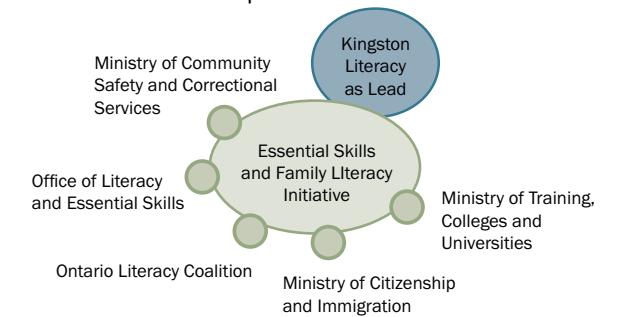 Kingston
Literacy
as Lead
Ministry of Community
Safety and Correctional
Services
Essential Skills
and Family LIteracy
Initiative
Office of Literacy
and Essential Skills
Ministry of Training,
Colleges and
Universities
Ontario Literacy Coalition
Ministry of Citizenship
and Immigration